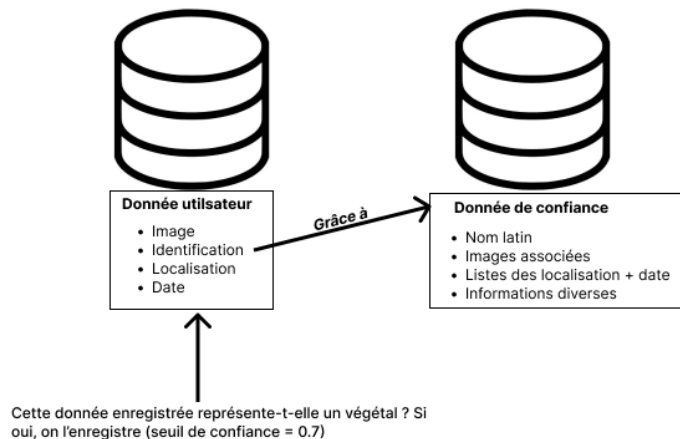 Donnée utilsateur
• Image
• Identification
• Localisation
• Date
Grâce à
Donnée de confiance
• Nom latin
• Images associées
• Listes des localisation + date
• Informations diverses
Cette donnée enregistrée représente-t-elle un végétal ? Si
oui, on l'enregistre (seuil de confiance = 0.7)